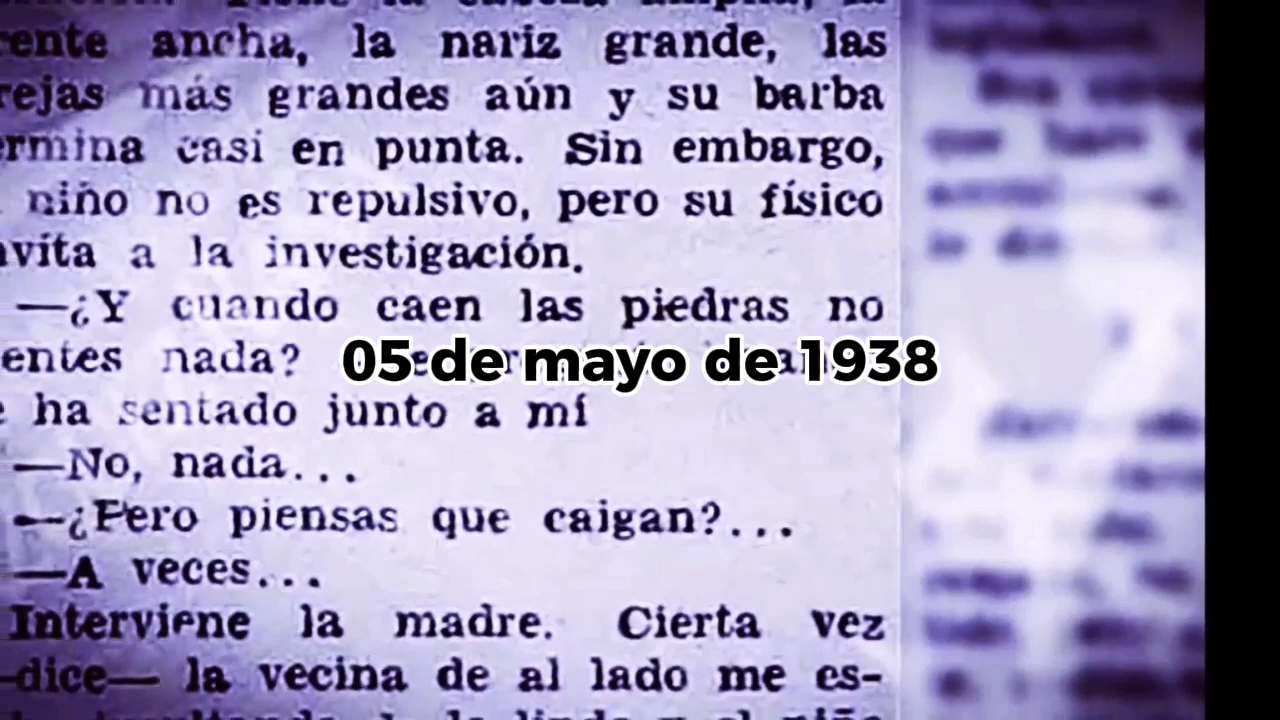 ente ancha, la nariz grande, las
rejas más grandes aún y su barba
ermina casi en punta. Sin embargo,
niño no es repulsivo, pero su físico
vita a la investigación.
—¿Y cuando caen las piedras no
entes nada?
05 de mayo de 1938
ha sentado junto a mí
—No, nada...
—¿Pero piensas que caigan?...
—A veces...
Interviene la madre. Cierta vez
—dice— la vecina de al lado me es-